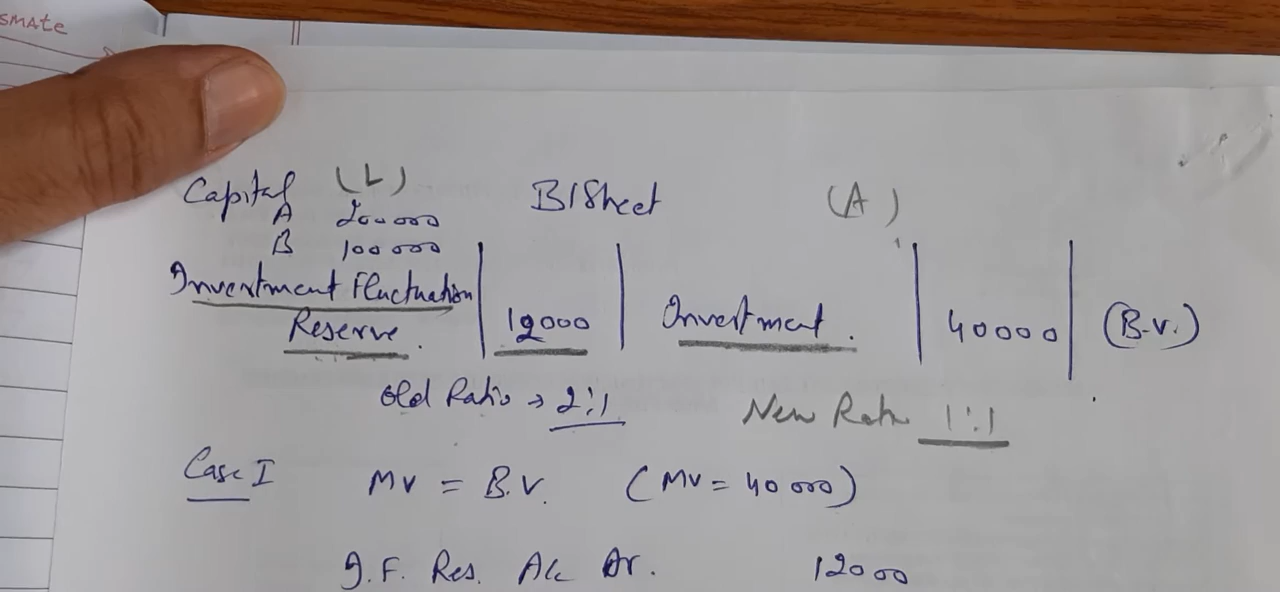 SMAte
Capital (L) B/Sheet (A)
A 200000
B 100000
Investment Fluctuation
Reserve. 12000 Investment. 40000 (B.V.)
Old Ratio → 2:1 New Ratio 1:1
Case I MV = B.V. (MV = 40000)
I.F. Res. A/c Dr. 12000